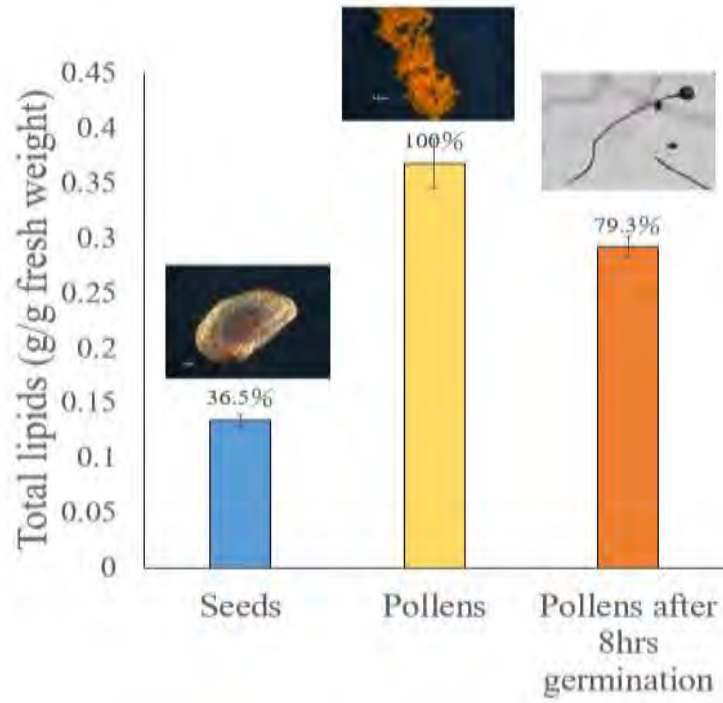 Total lipids (g/g fresh weight)
0.45
0.4
0.35
0.3
0.25
0.2
0.15
0.1
0.05
0
36.5%
100%
79.3%
Seeds
Pollens
Pollens after
8hrs
germination